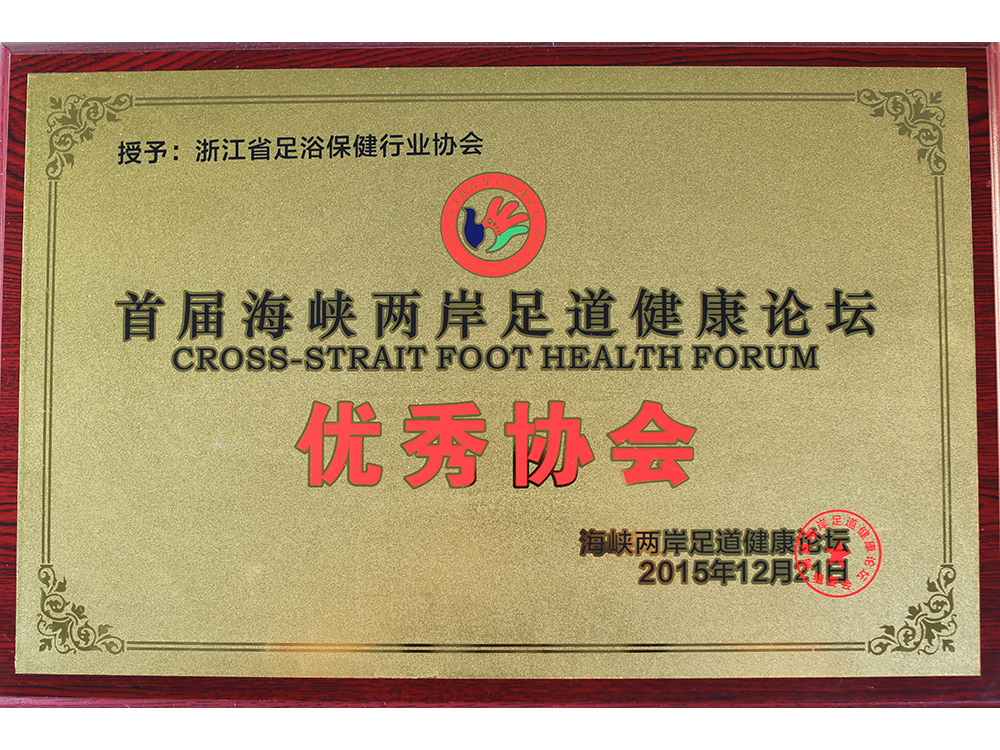 授予：浙江省足浴保健行业协会
首届海峡两岸足道健康论坛
CROSS-STRAIT FOOT HEALTH FORUM
优秀协会
海峡两岸足道健康论坛
2015年12月21日